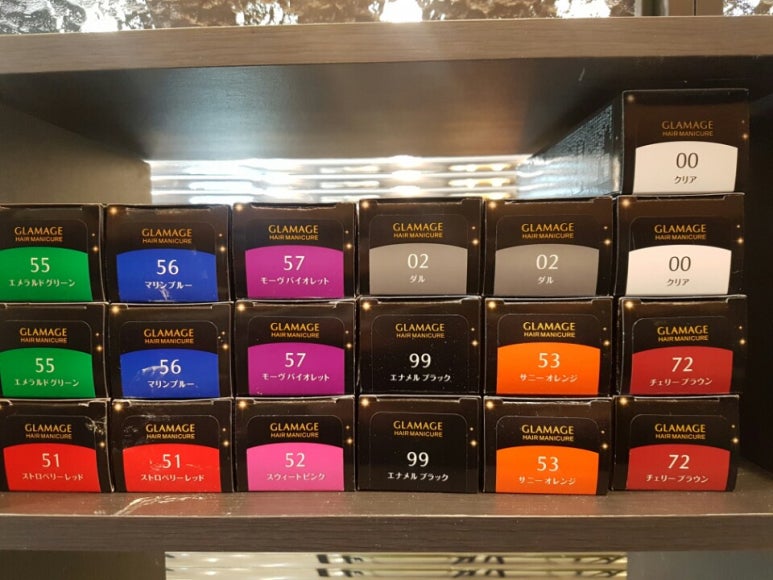 GLAMAGE
HAIR MANICURE
00
クリア
GLAMAGE
HAIR MANICURE
55
エメラルドグリーン
GLAMAGE
HAIR MANICURE
56
マリンブルー
GLAMAGE
HAIR MANICURE
57
モーヴ バイオレット
GLAMAGE
HAIR MANICURE
02
ダル
GLAMAGE
HAIR MANICURE
02
ダル
GLAMAGE
HAIR MANICURE
00
クリア
GLAMAGE
HAIR MANICURE
55
エメラルドグリーン
GLAMAGE
HAIR MANICURE
56
マリンブルー
GLAMAGE
HAIR MANICURE
57
モーヴ バイオレット
GLAMAGE
HAIR MANICURE
99
エナメル ブラック
GLAMAGE
HAIR MANICURE
53
サニー オレンジ
GLAMAGE
HAIR MANICURE
72
チェリー ブラウン
GLAMAGE
HAIR MANICURE
51
ストロベリーレッド
GLAMAGE
HAIR MANICURE
51
ストロベリーレッド
GLAMAGE
HAIR MANICURE
52
スウィートピンク
GLAMAGE
HAIR MANICURE
99
エナメル ブラック
GLAMAGE
HAIR MANICURE
53
サニー オレンジ
GLAMAGE
HAIR MANICURE
72
チェリー ブラウン